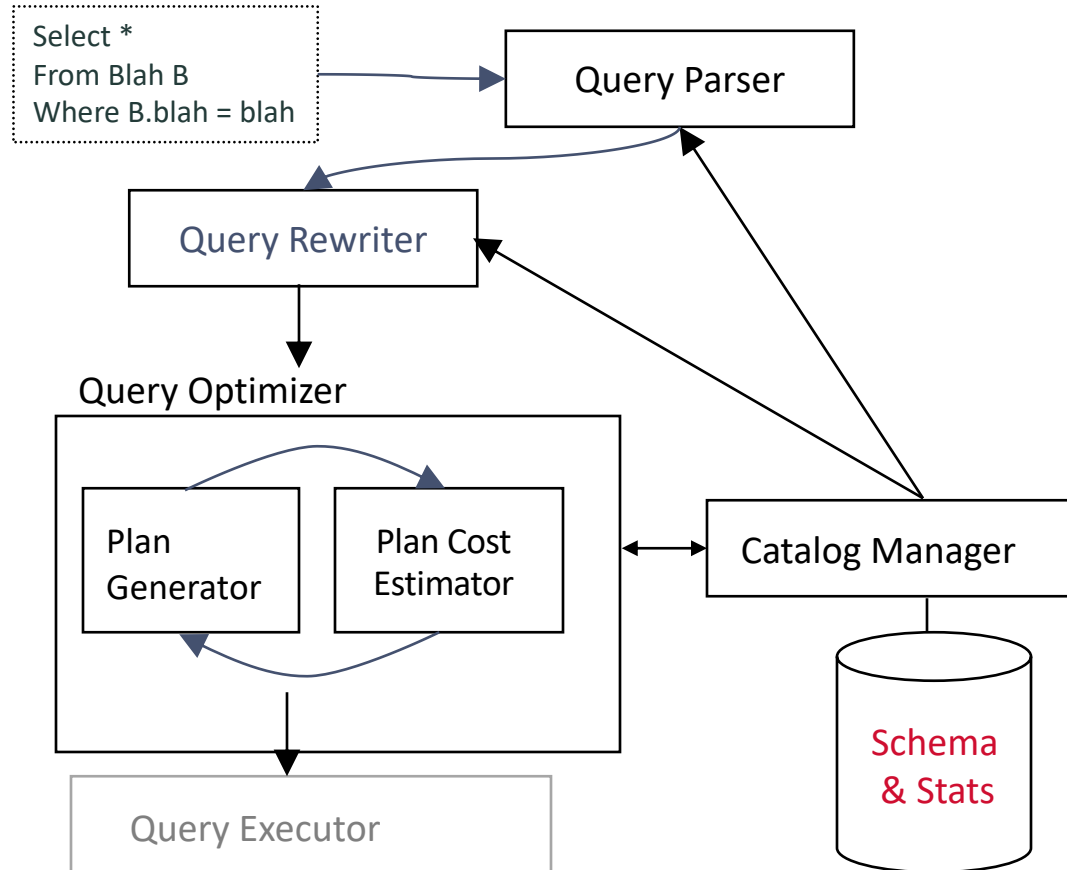 Select *
From Blah B
Where B.blah = blah
Query Parser
Query Rewriter
Query Optimizer
Plan
Generator
Plan Cost
Estimator
Catalog Manager
Schema
& Stats
Query Executor